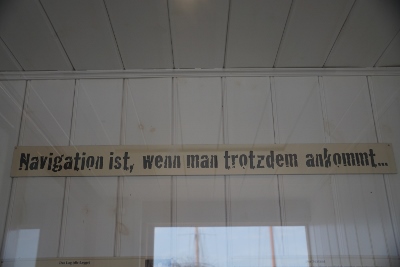 Navigation ist, wenn man trotzdem ankommt...